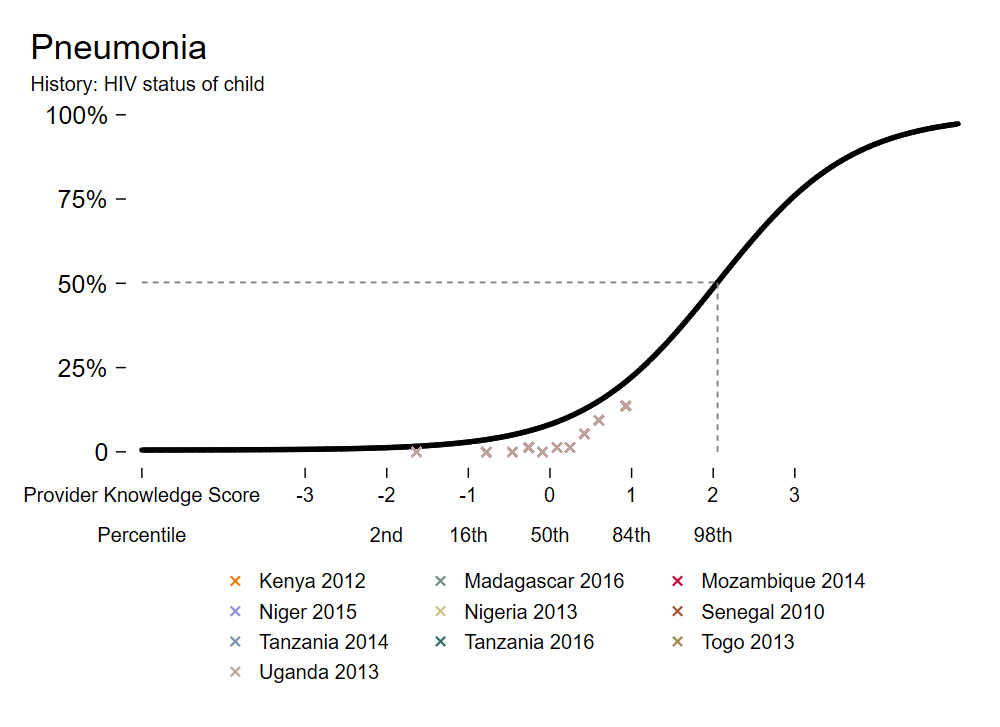 Pneumonia
History: HIV status of child
100%
75%
50%
25%
0
Provider Knowledge Score -3 -2 -1 0 1 2 3
Percentile 2nd 16th 50th 84th 98th
Kenya 2012 Madagascar 2016 Mozambique 2014
Niger 2015 Nigeria 2013 Senegal 2010
Tanzania 2014 Tanzania 2016 Togo 2013
Uganda 2013